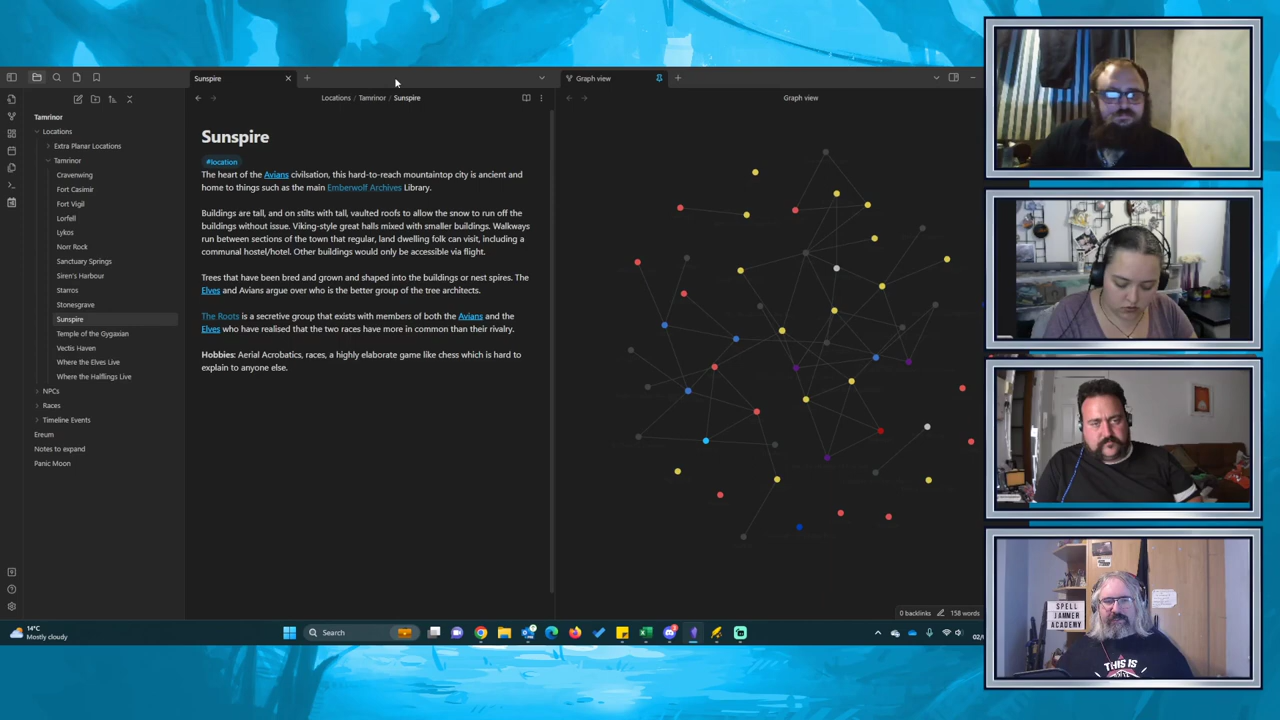 Sunspire
Graph view
Locations / Tamrinor / Sunspire
Graph view
Tamrinor
Locations
Extra Planar Locations
Tamrinor
Cravenwing
Fort Casimir
Fort Vigil
Lorfell
Lykos
Norr Rock
Sanctuary Springs
Siren's Harbour
Starros
Stonesgrave
Sunspire
Temple of the Gygaxian
Vectis Haven
Where the Elves Live
Where the Halflings Live
NPCs
Races
Timeline Events
Ereum
Notes to expand
Panic Moon
Sunspire
#location
The heart of the Avians civilisation, this hard-to-reach mountaintop city is ancient and
home to things such as the main Emberwolf Archives Library.
Buildings are tall, and on stilts with tall, vaulted roofs to allow the snow to run off the
buildings without issue. Viking-style great halls mixed with smaller buildings. Walkways
run between sections of the town that regular, land dwelling folk can visit, including a
communal hostel/hotel. Other buildings would only be accessible via flight.
Trees that have been bred and grown and shaped into the buildings or nest spires. The
Elves and Avians argue over who is the better group of the tree architects.
The Roots is a secretive group that exists with members of both the Avians and the
Elves who have realised that the two races have more in common than their rivalry.
Hobbies: Aerial Acrobatics, races, a highly elaborate game like chess which is hard to
explain to anyone else.
0 backlinks
158 words
14°C
Mostly cloudy
Search
02/
SPELL
JAMMER
ACADEMY
THIS IS